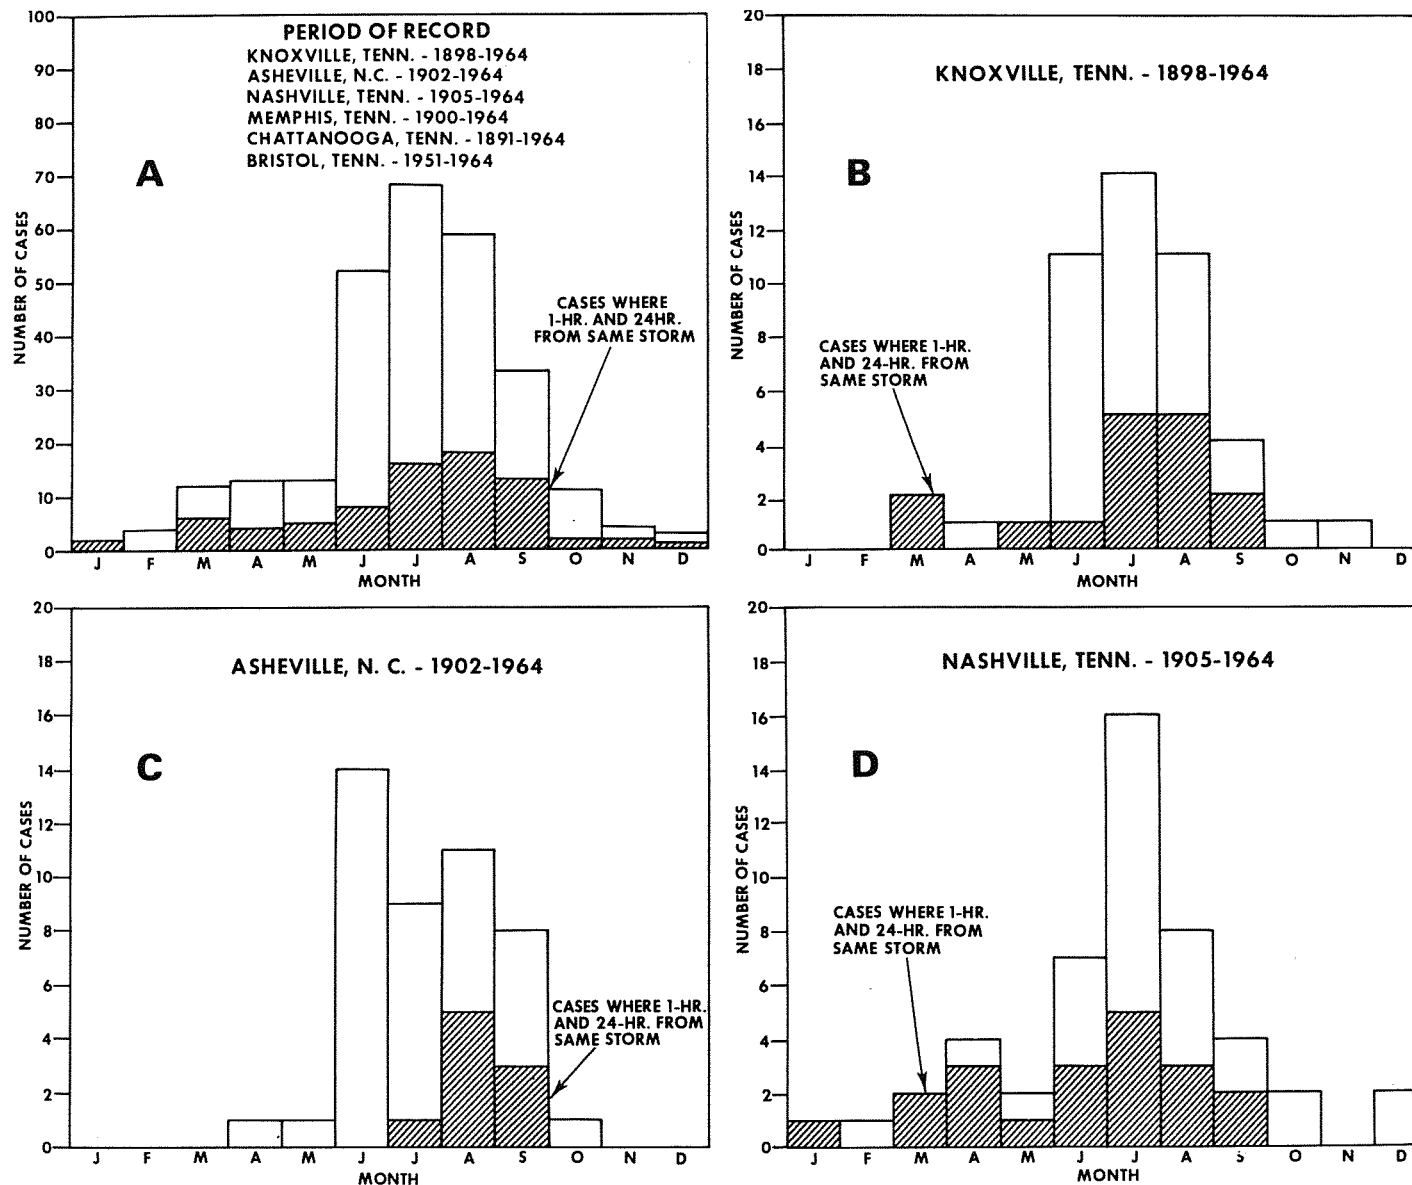 PERIOD OF RECORD
KNOXVILLE, TENN. - 1898-1964
ASHEVILLE, N.C. - 1902-1964
NASHVILLE, TENN. - 1905-1964
MEMPHIS, TENN. - 1900-1964
CHATTANOOGA, TENN. - 1891-1964
BRISTOL, TENN. - 1951-1964
A
100
90
80
70
60
50
40
30
20
10
0
NUMBER OF CASES
CASES WHERE
1-HR. AND 24HR.
FROM SAME STORM
J F M A M J J A S O N D
MONTH
KNOXVILLE, TENN. - 1898-1964
B
20
18
16
14
12
10
8
6
4
2
0
NUMBER OF CASES
CASES WHERE 1-HR.
AND 24-HR. FROM
SAME STORM
J F M A M J J A S O N D
MONTH
ASHEVILLE, N. C. - 1902-1964
C
20
18
16
14
12
10
8
6
4
2
0
NUMBER OF CASES
CASES WHERE 1-HR.
AND 24-HR. FROM
SAME STORM
J F M A M J J A S O N D
MONTH
NASHVILLE, TENN. - 1905-1964
D
20
18
16
14
12
10
8
6
4
2
0
NUMBER OF CASES
CASES WHERE 1-HR.
AND 24-HR. FROM
SAME STORM
J F M A M J J A S O N D
MONTH